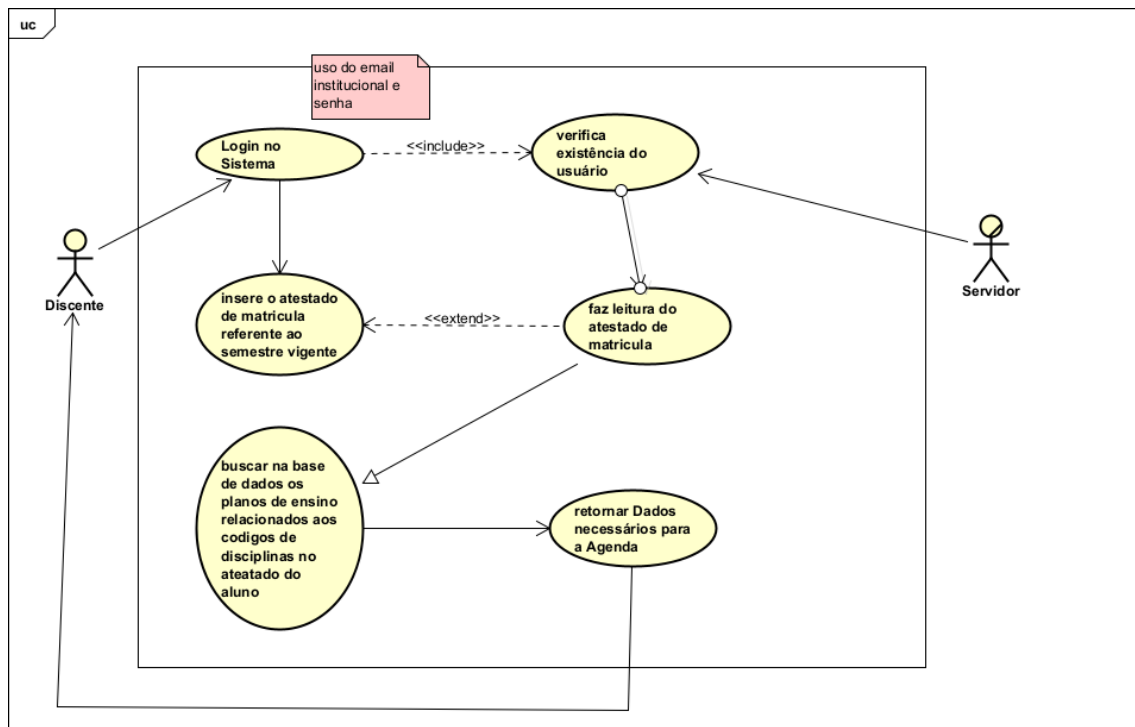 uc
uso do email
institucional e
senha
Login no
Sistema
<<include>>
verifica
existência do
usuário
Discente
Servidor
insere o atestado
de matricula
referente ao
semestre vigente
<<extend>>
faz leitura do
atestado de
matricula
buscar na base
de dados os
planos de ensino
relacionados aos
codigos de
disciplinas no
ateatado do
aluno
retornar Dados
necessários para
a Agenda